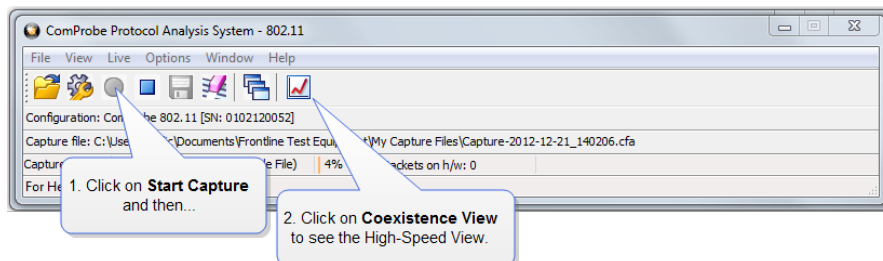 ComProbe Protocol Analysis System - 802.11
File View Live Options Window Help
Configuration: Com be 802.11 [SN: 0102120052]
Capture file: C:\Use ic\Documents\Frontline Test Equip t\My Capture Files\Capture-2012-12-21_140206.cfa
Captur e File) 4% ackets on h/w: 0
For He
1. Click on Start Capture
and then...
2. Click on Coexistence View
to see the High-Speed View.